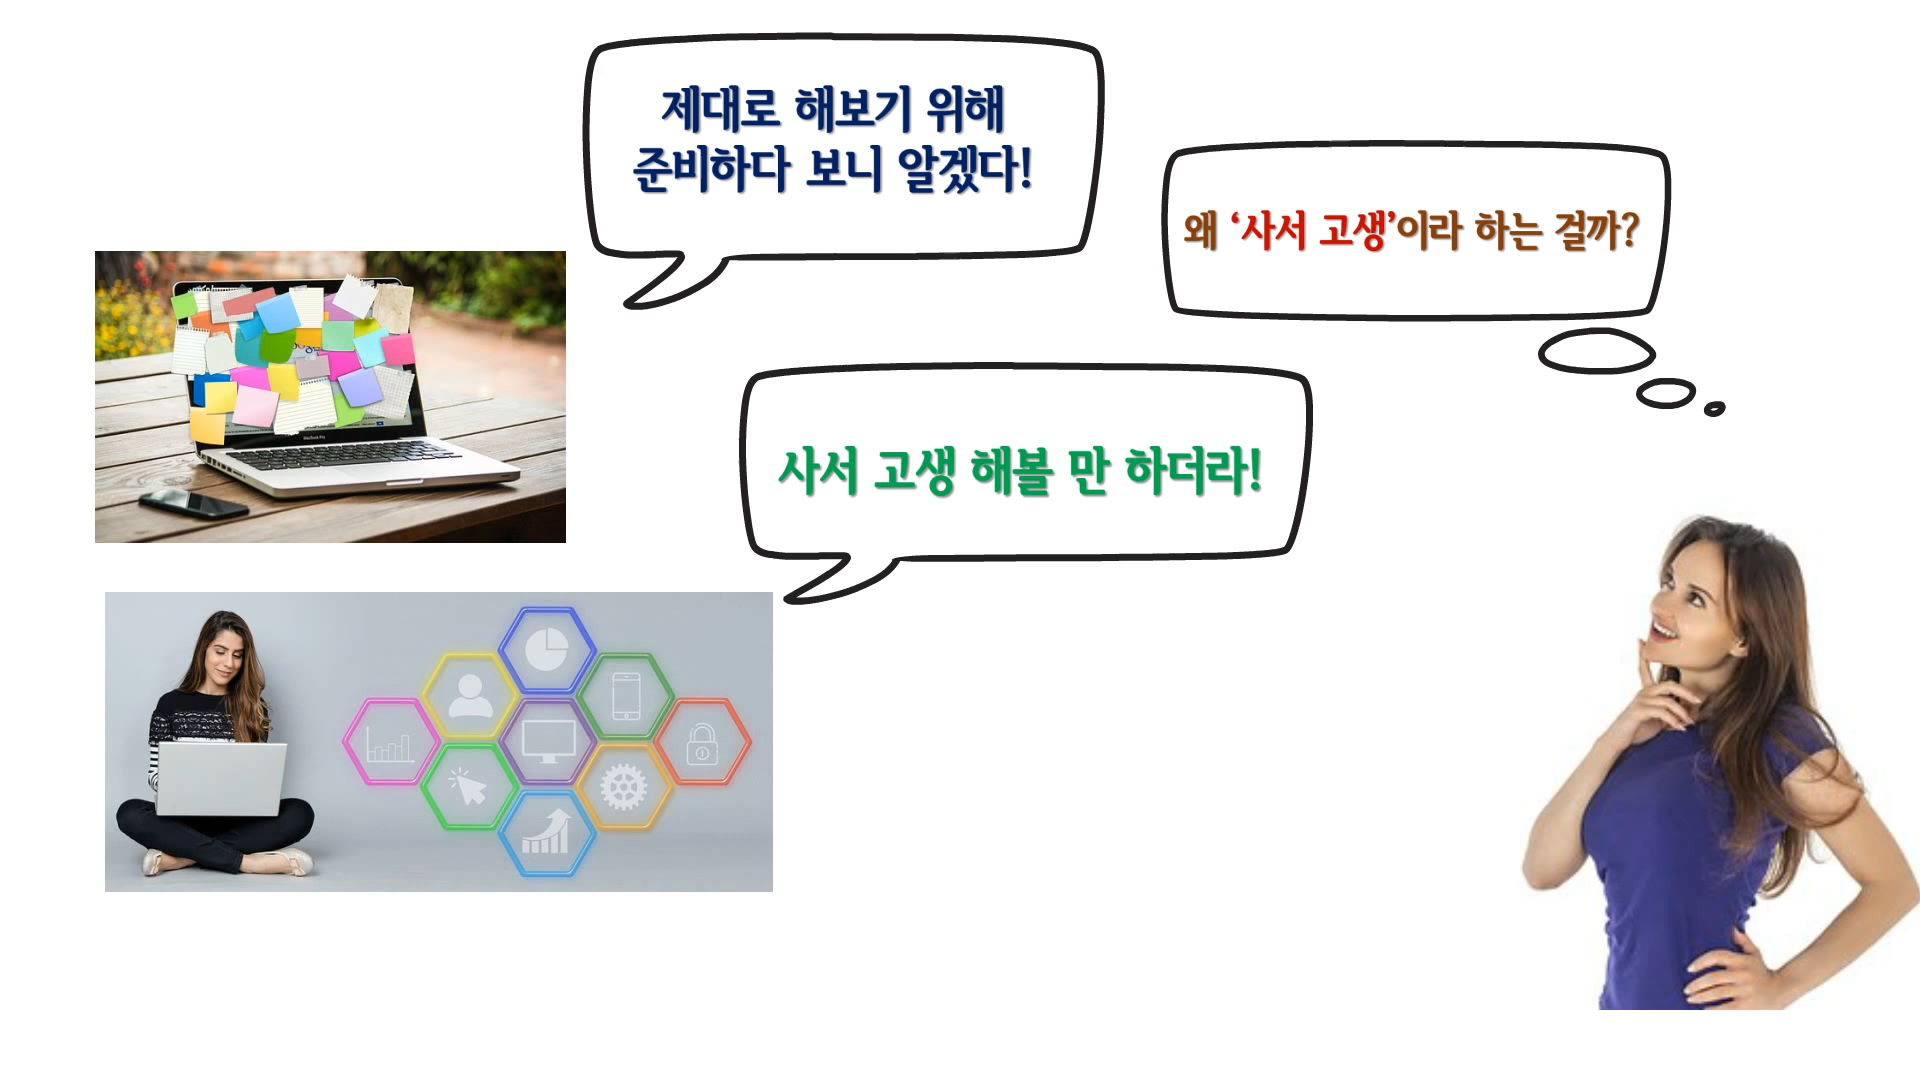 제대로 해보기 위해
준비하다 보니 알겠다!
왜 ‘사서 고생’이라 하는 걸까?
사서 고생 해볼 만 하더라!